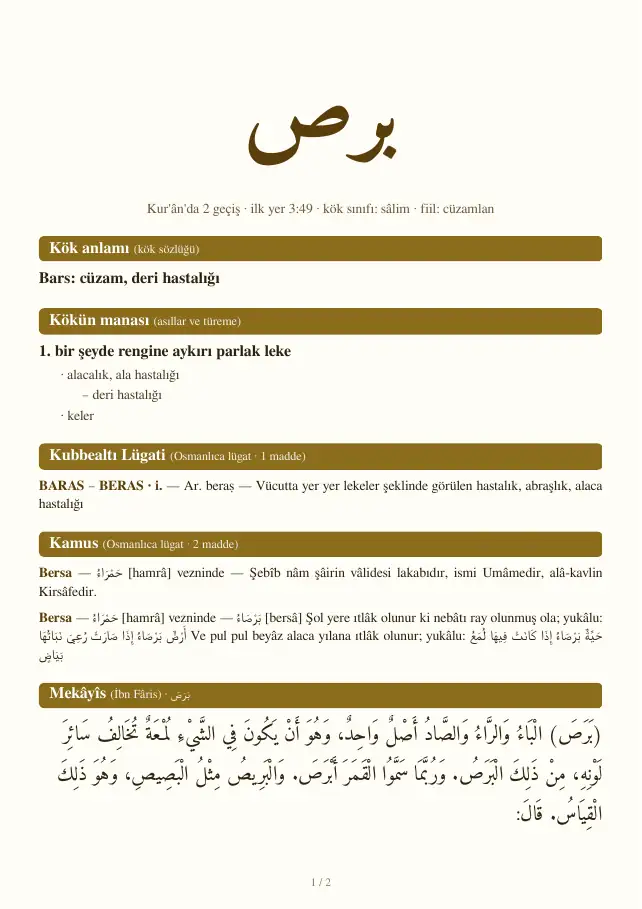 برص
Kur'ân'da 2 geçiş · ilk yer 3:49 · kök sınıfı: sâlim · fiil: cüzamlan
Kök anlamı (kök sözlüğü)
Bars: cüzam, deri hastalığı
Kökün manası (asıllar ve türeme)
1. bir şeyde rengine aykırı parlak leke
· alacalık, ala hastalığı
– deri hastalığı
· keler
Kubbealtı Lügati (Osmanlıca lügat · 1 madde)
BARAS – BERAS · i. — Ar. beraṣ — Vücutta yer yer lekeler şeklinde görülen hastalık, abraşlık, alaca
hastalığı
Kamus (Osmanlıca lügat · 2 madde)
Bersa — حَمْرَاءُ [hamrâ] vezninde — Şebîb nâm şâirin vâlidesi lakabıdır, ismi Umâmedir, alâ-kavlin
Kirsâfedir.
Bersa — حَمْرَاءُ [hamrâ] vezninde — بَرْصَاءُ [bersâ] Şol yere ıtlâk olunur ki nebâtı ray olunmuş ola; yukâlu:
أَرْضٌ بَرْصَاءُ إِذَا صَارَتْ رُعِيَ نَبَاتُهَا Ve pul pul beyâz alaca yılana ıtlâk olunur; yukâlu: حَيَّةٌ بَرْصَاءُ إِذَا كَانَتْ فِيهَا لُمَعُ
بَيَاضٍ
Mekâyîs (İbn Fâris) · بَرَصَ
(بَرَصَ) الْبَاءُ وَالرَّاءُ وَالصَّادُ أَصْلٌ وَاحِدٌ، وَهُوَ أَنْ يَكُونَ فِي الشَّيْءِ لُمْعَةٌ تُخَالِفُ سَائِرَ
لَوْنِهِ، مِنْ ذَلِكَ الْبَرَصُ. وَرُبَّمَا سَمَّوُا الْقَمَرَ أَبْرَصَ. وَالْبَرِيصُ مِثْلُ الْبَصِيصِ، وَهُوَ ذَلِكَ
الْقِيَاسُ. قَالَ:
1 / 2